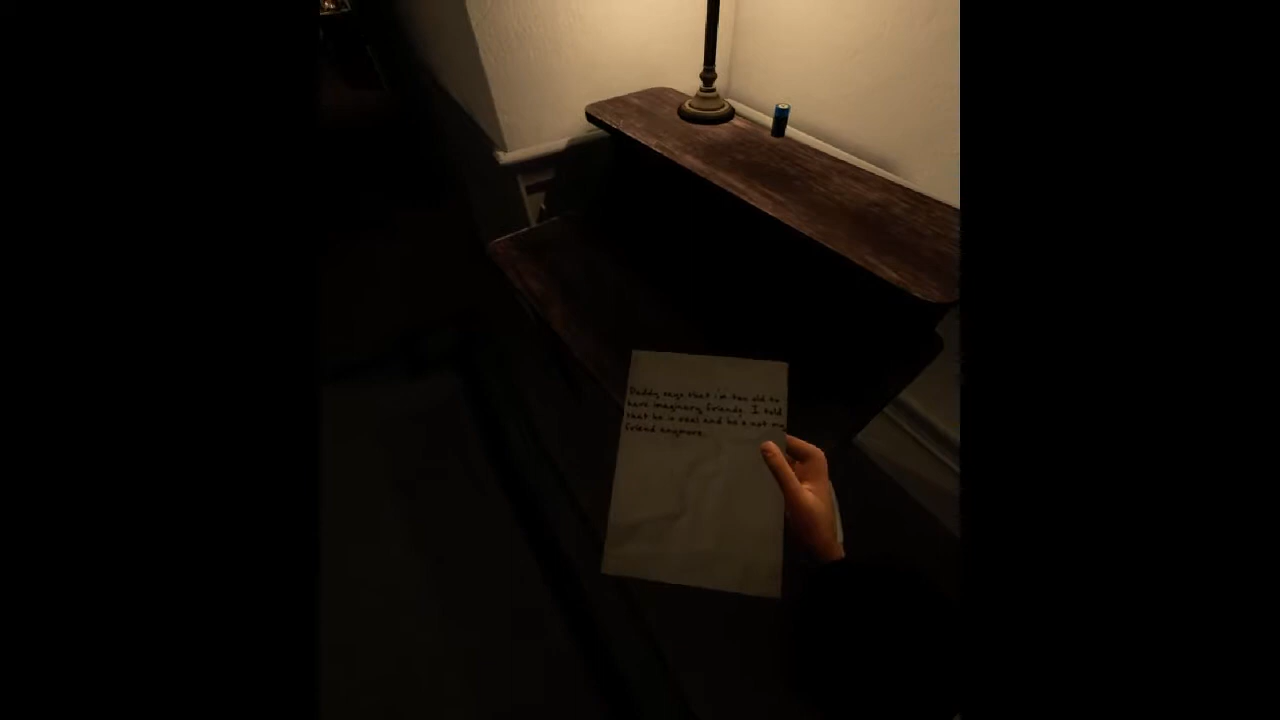 Daddy says that i'm too old to
have imaginary friends. I told
that he is real and he's not my
friend anymore.